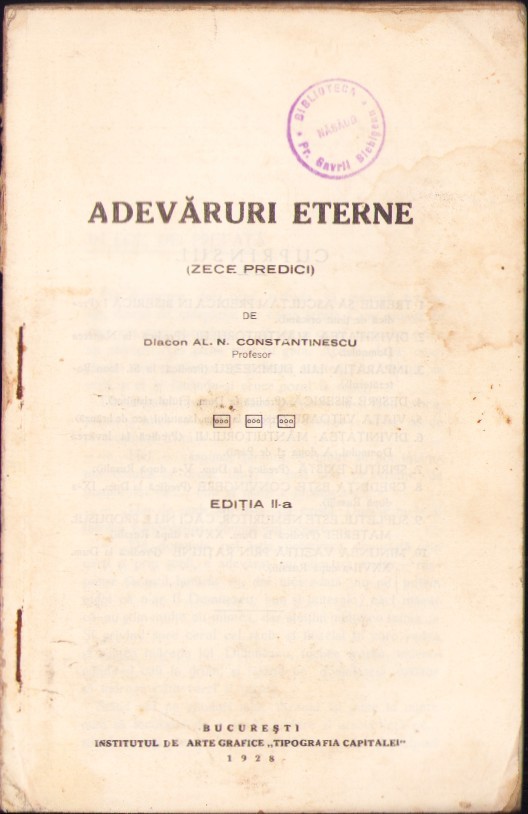 BIBLIOTECA
NĂSĂUD
Pr. Gavril
ADEVĂRURI ETERNE
(ZECE PREDICI)
DE
Diacon AL. N. CONSTANTINESCU
Profesor
EDIȚIA II-a
BUCUREȘTI
INSTITUTUL DE ARTE GRAFICE „TIPOGRAFIA CAPITALEI"
1928